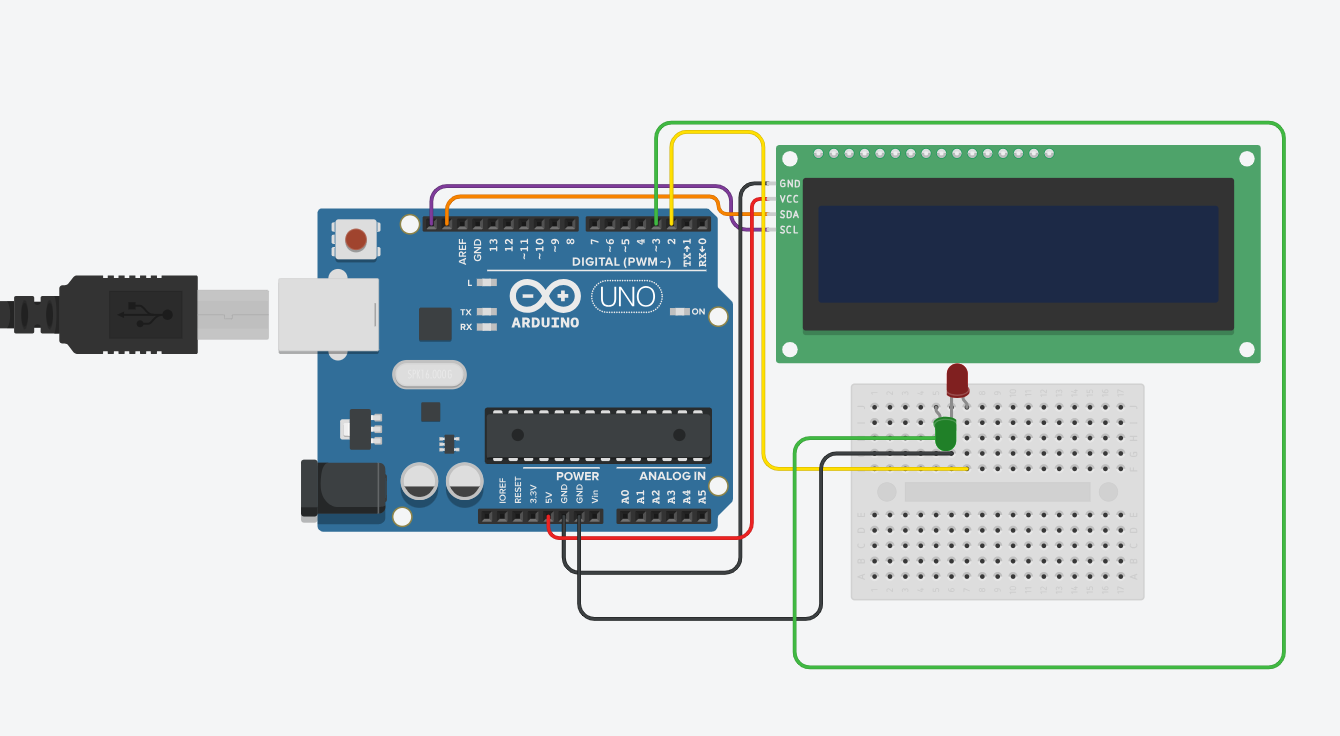 GND
VCC
SDA
SCL
AREF
GND
13
12
~11
~10
~9
8
7
~6
~5
4
~3
2
TX→1
RX←0
DIGITAL (PWM~)
L
TX
RX
ARDUINO
UNO
ON
POWER
ANALOG IN
IOREF
RESET
3.3V
5V
GND
GND
Vin
A0
A1
A2
A3
A4
A5